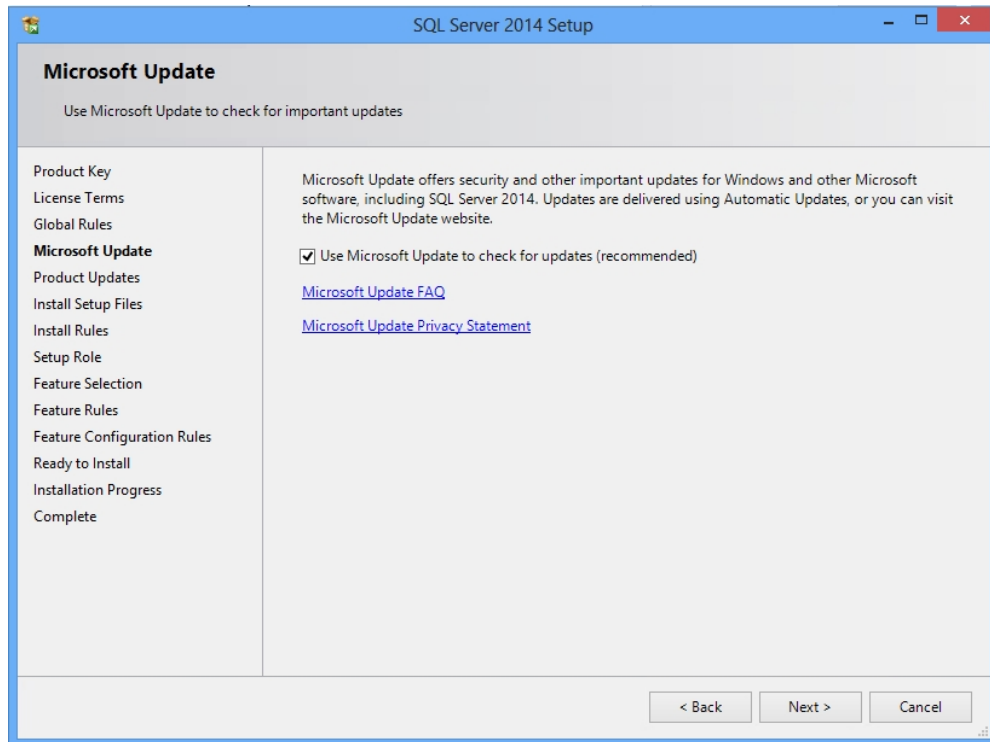 SQL Server 2014 Setup
Microsoft Update
Use Microsoft Update to check for important updates
Product Key
License Terms
Global Rules
Microsoft Update
Product Updates
Install Setup Files
Install Rules
Setup Role
Feature Selection
Feature Rules
Feature Configuration Rules
Ready to Install
Installation Progress
Complete
Microsoft Update offers security and other important updates for Windows and other Microsoft
software, including SQL Server 2014. Updates are delivered using Automatic Updates, or you can visit
the Microsoft Update website.
Use Microsoft Update to check for updates (recommended)
Microsoft Update FAQ
Microsoft Update Privacy Statement
< Back
Next >
Cancel